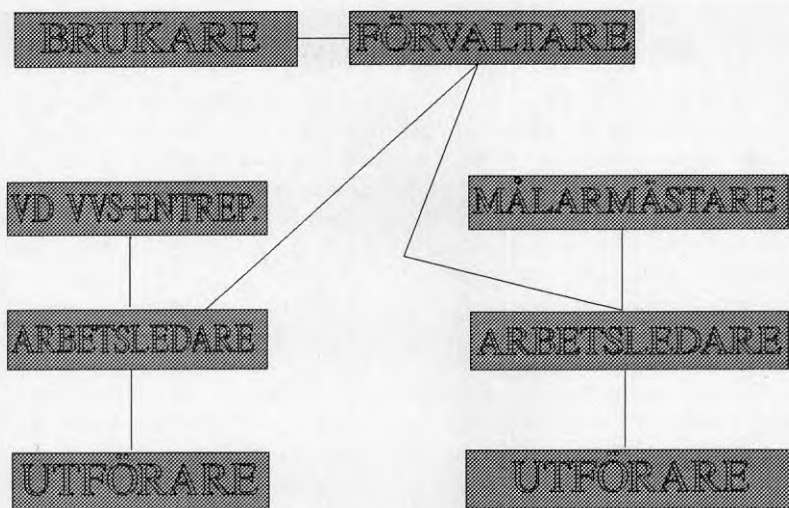 BRUKARE
FÖRVALTARE
VD VVS-ENTREP.
MÅLARMÄSTARE
ARBETSLEDARE
ARBETSLEDARE
UTFÖRARE
UTFÖRARE